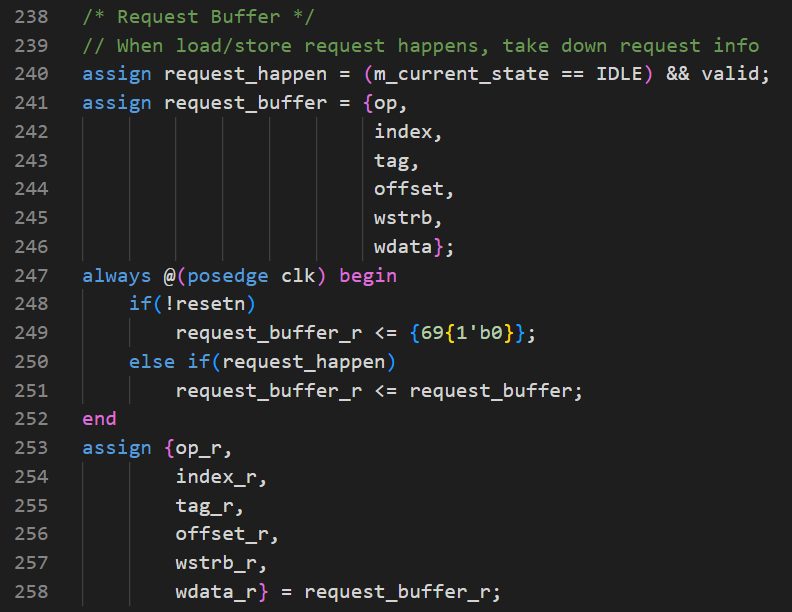 238 /* Request Buffer */
239 // When load/store request happens, take down request info
240 assign request_happen = (m_current_state == IDLE) && valid;
241 assign request_buffer = {op,
242                          index,
243                          tag,
244                          offset,
245                          wstrb,
246                          wdata};
247 always @(posedge clk) begin
248     if(!resetn)
249         request_buffer_r <= {69{1'b0}};
250     else if(request_happen)
251         request_buffer_r <= request_buffer;
252 end
253 assign {op_r,
254         index_r,
255         tag_r,
256         offset_r,
257         wstrb_r,
258         wdata_r} = request_buffer_r;